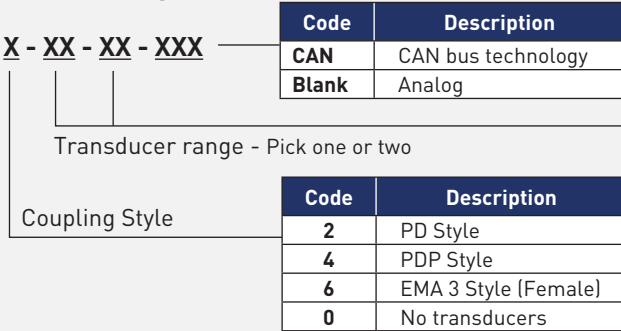 Code Description
X - XX - XX - XXX
CAN CAN bus technology
Blank Analog
Transducer range - Pick one or two
Code Description
Coupling Style
2 PD Style
4 PDP Style
6 EMA 3 Style (Female)
0 No transducers